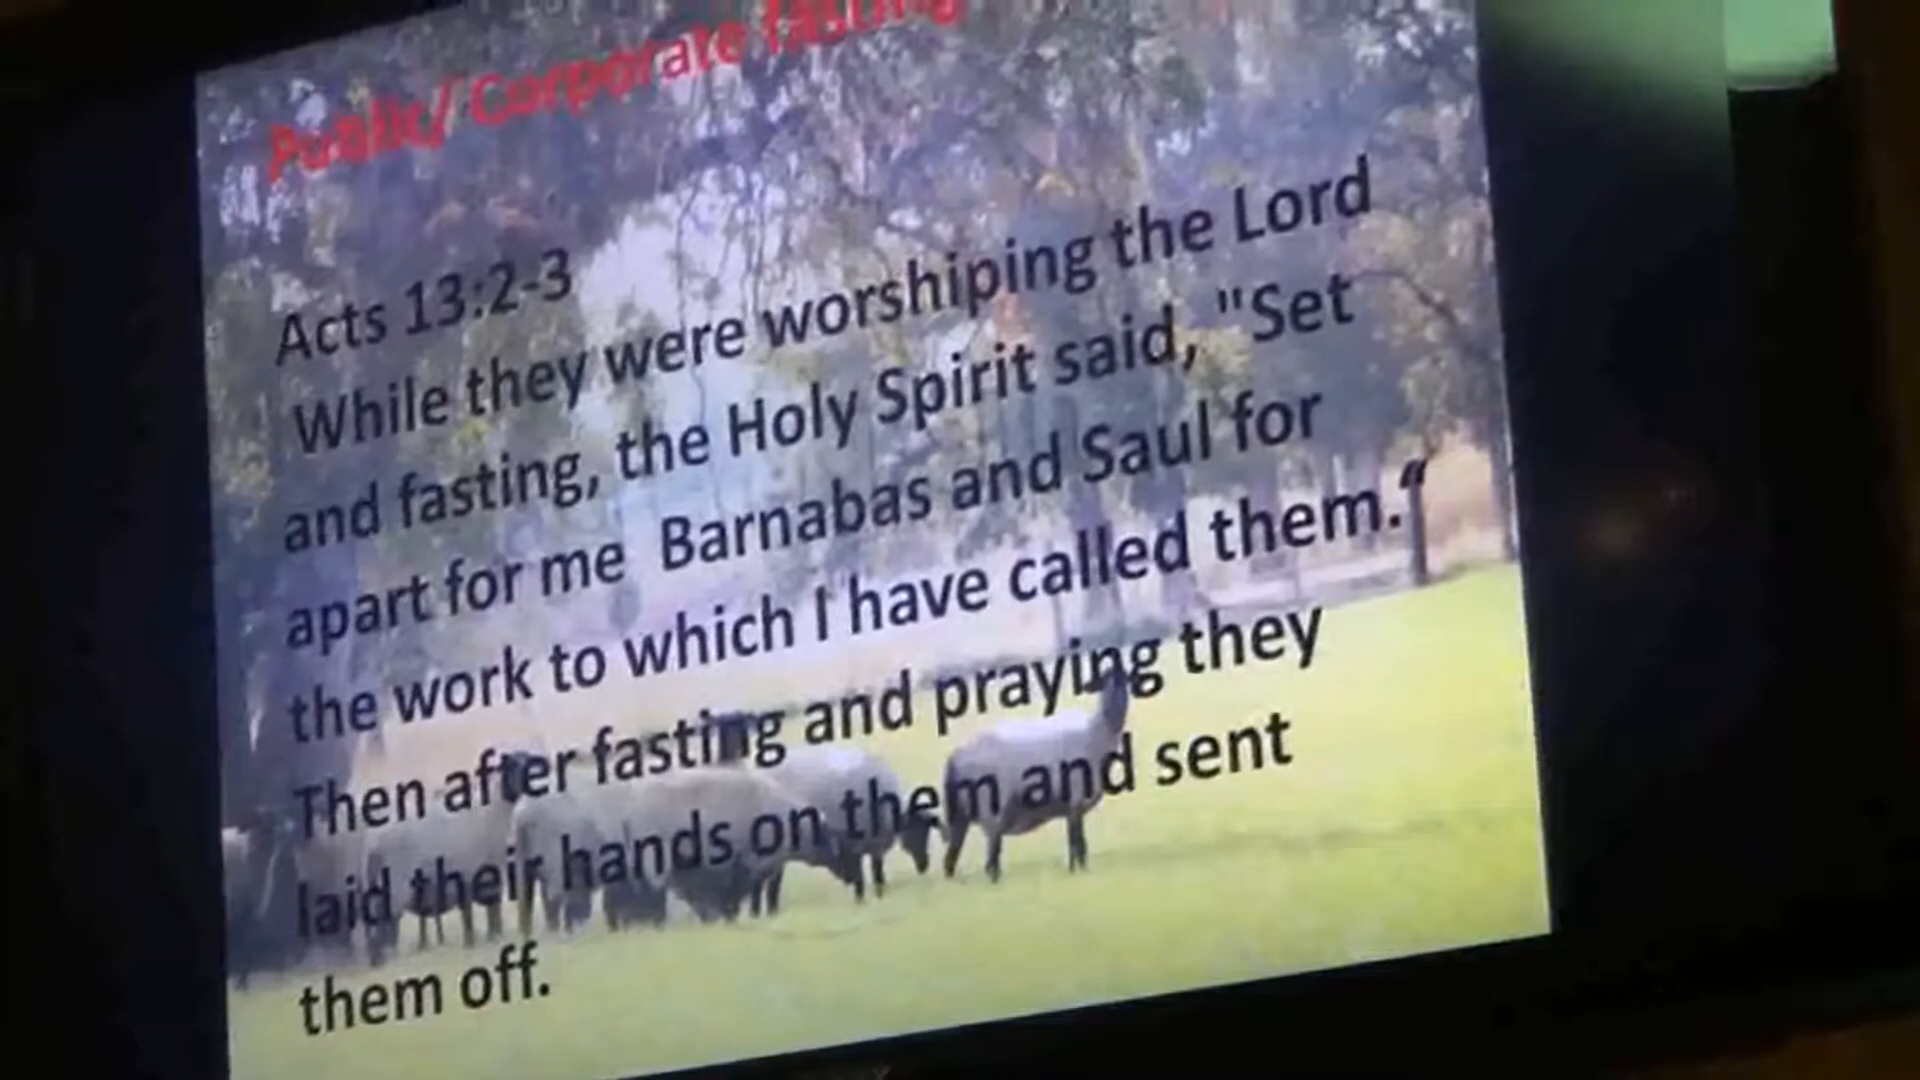 Public/ Corporate fasting
Acts 13:2-3
While they were worshiping the Lord
and fasting, the Holy Spirit said, "Set
apart for me  Barnabas and Saul for
the work to which I have called them.“
Then after fasting and praying they
laid their hands on them and sent
them off.